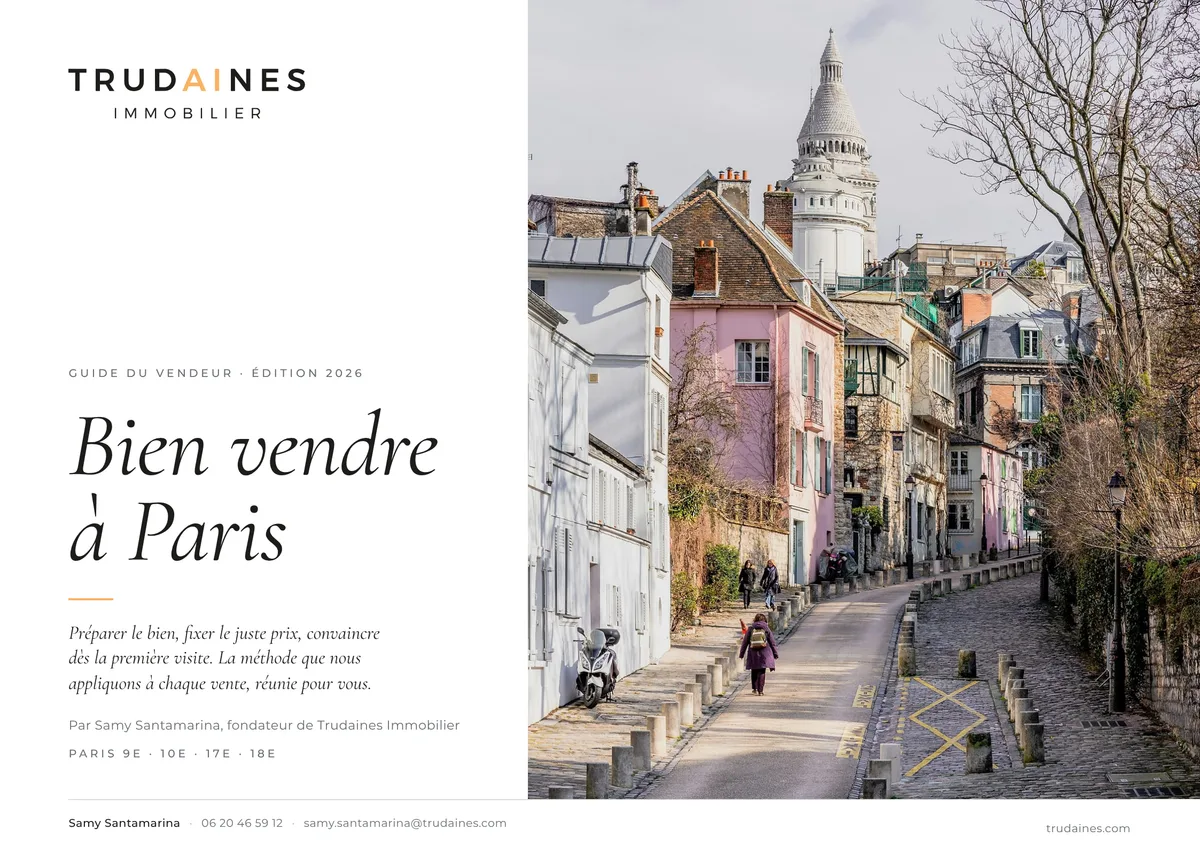 TRUDAINES
IMMOBILIER
GUIDE DU VENDEUR · ÉDITION 2026
Bien vendre
à Paris
Préparer le bien, fixer le juste prix, convaincre
dès la première visite. La méthode que nous
appliquons à chaque vente, réunie pour vous.
Par Samy Santamarina, fondateur de Trudaines Immobilier
PARIS 9E · 10E · 17E · 18E
Samy Santamarina · 06 20 46 59 12 · samy.santamarina@trudaines.com
trudaines.com